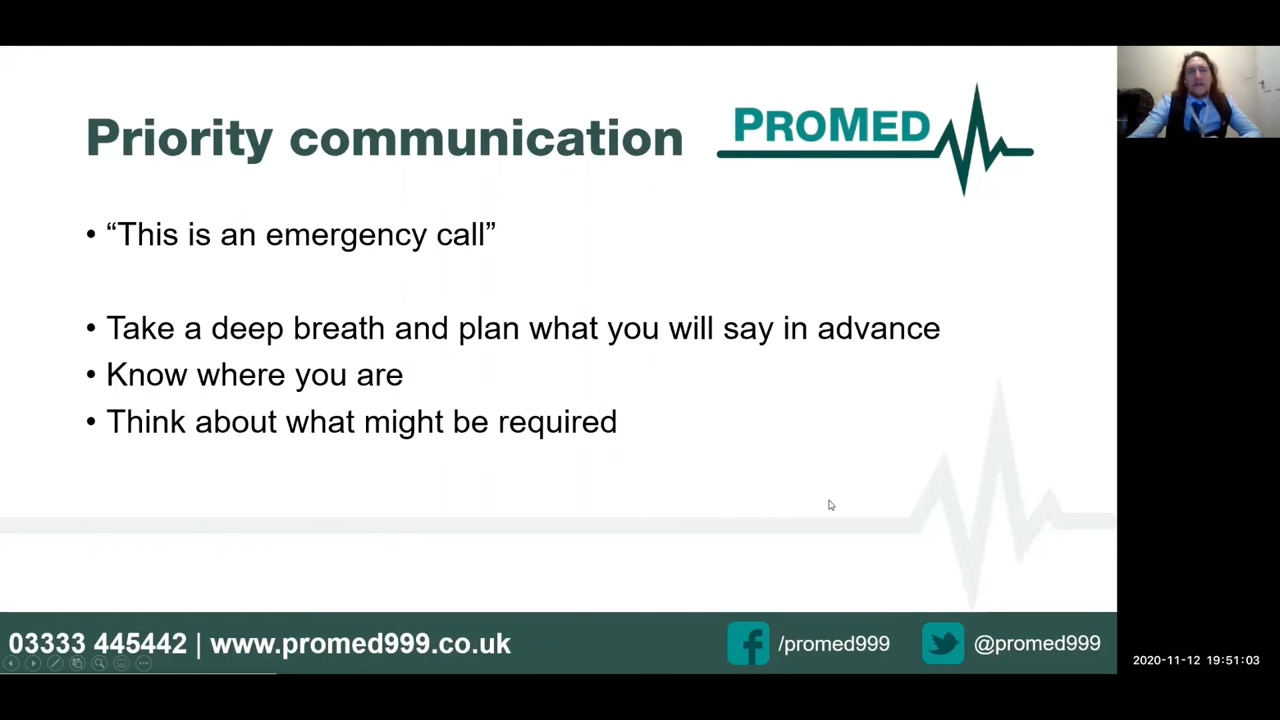 Priority communication
PROMED
• “This is an emergency call”
• Take a deep breath and plan what you will say in advance
• Know where you are
• Think about what might be required
03333 445442 | www.promed999.co.uk
/promed999
@promed999
2020-11-12 19:51:03